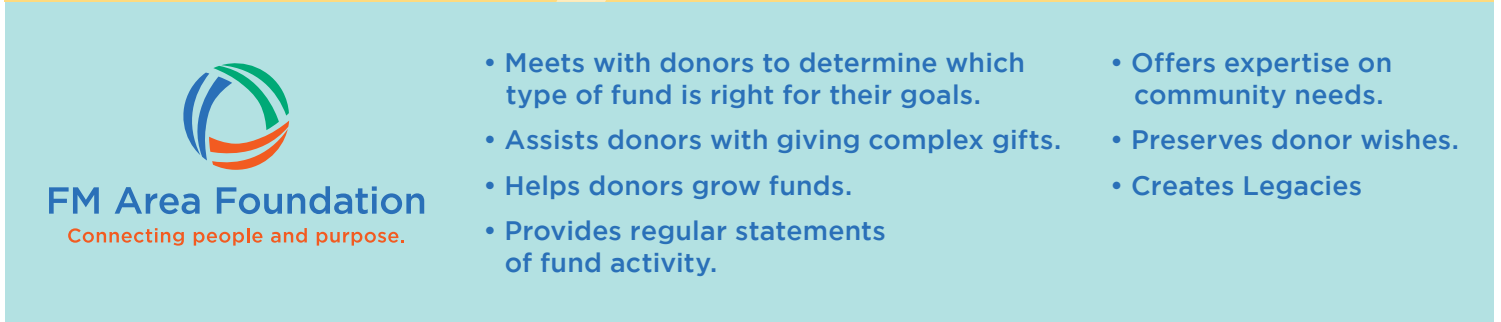 FM Area Foundation
Connecting people and purpose.
• Meets with donors to determine which
type of fund is right for their goals.
• Assists donors with giving complex gifts.
• Helps donors grow funds.
• Provides regular statements
of fund activity.
• Offers expertise on
community needs.
• Preserves donor wishes.
• Creates Legacies